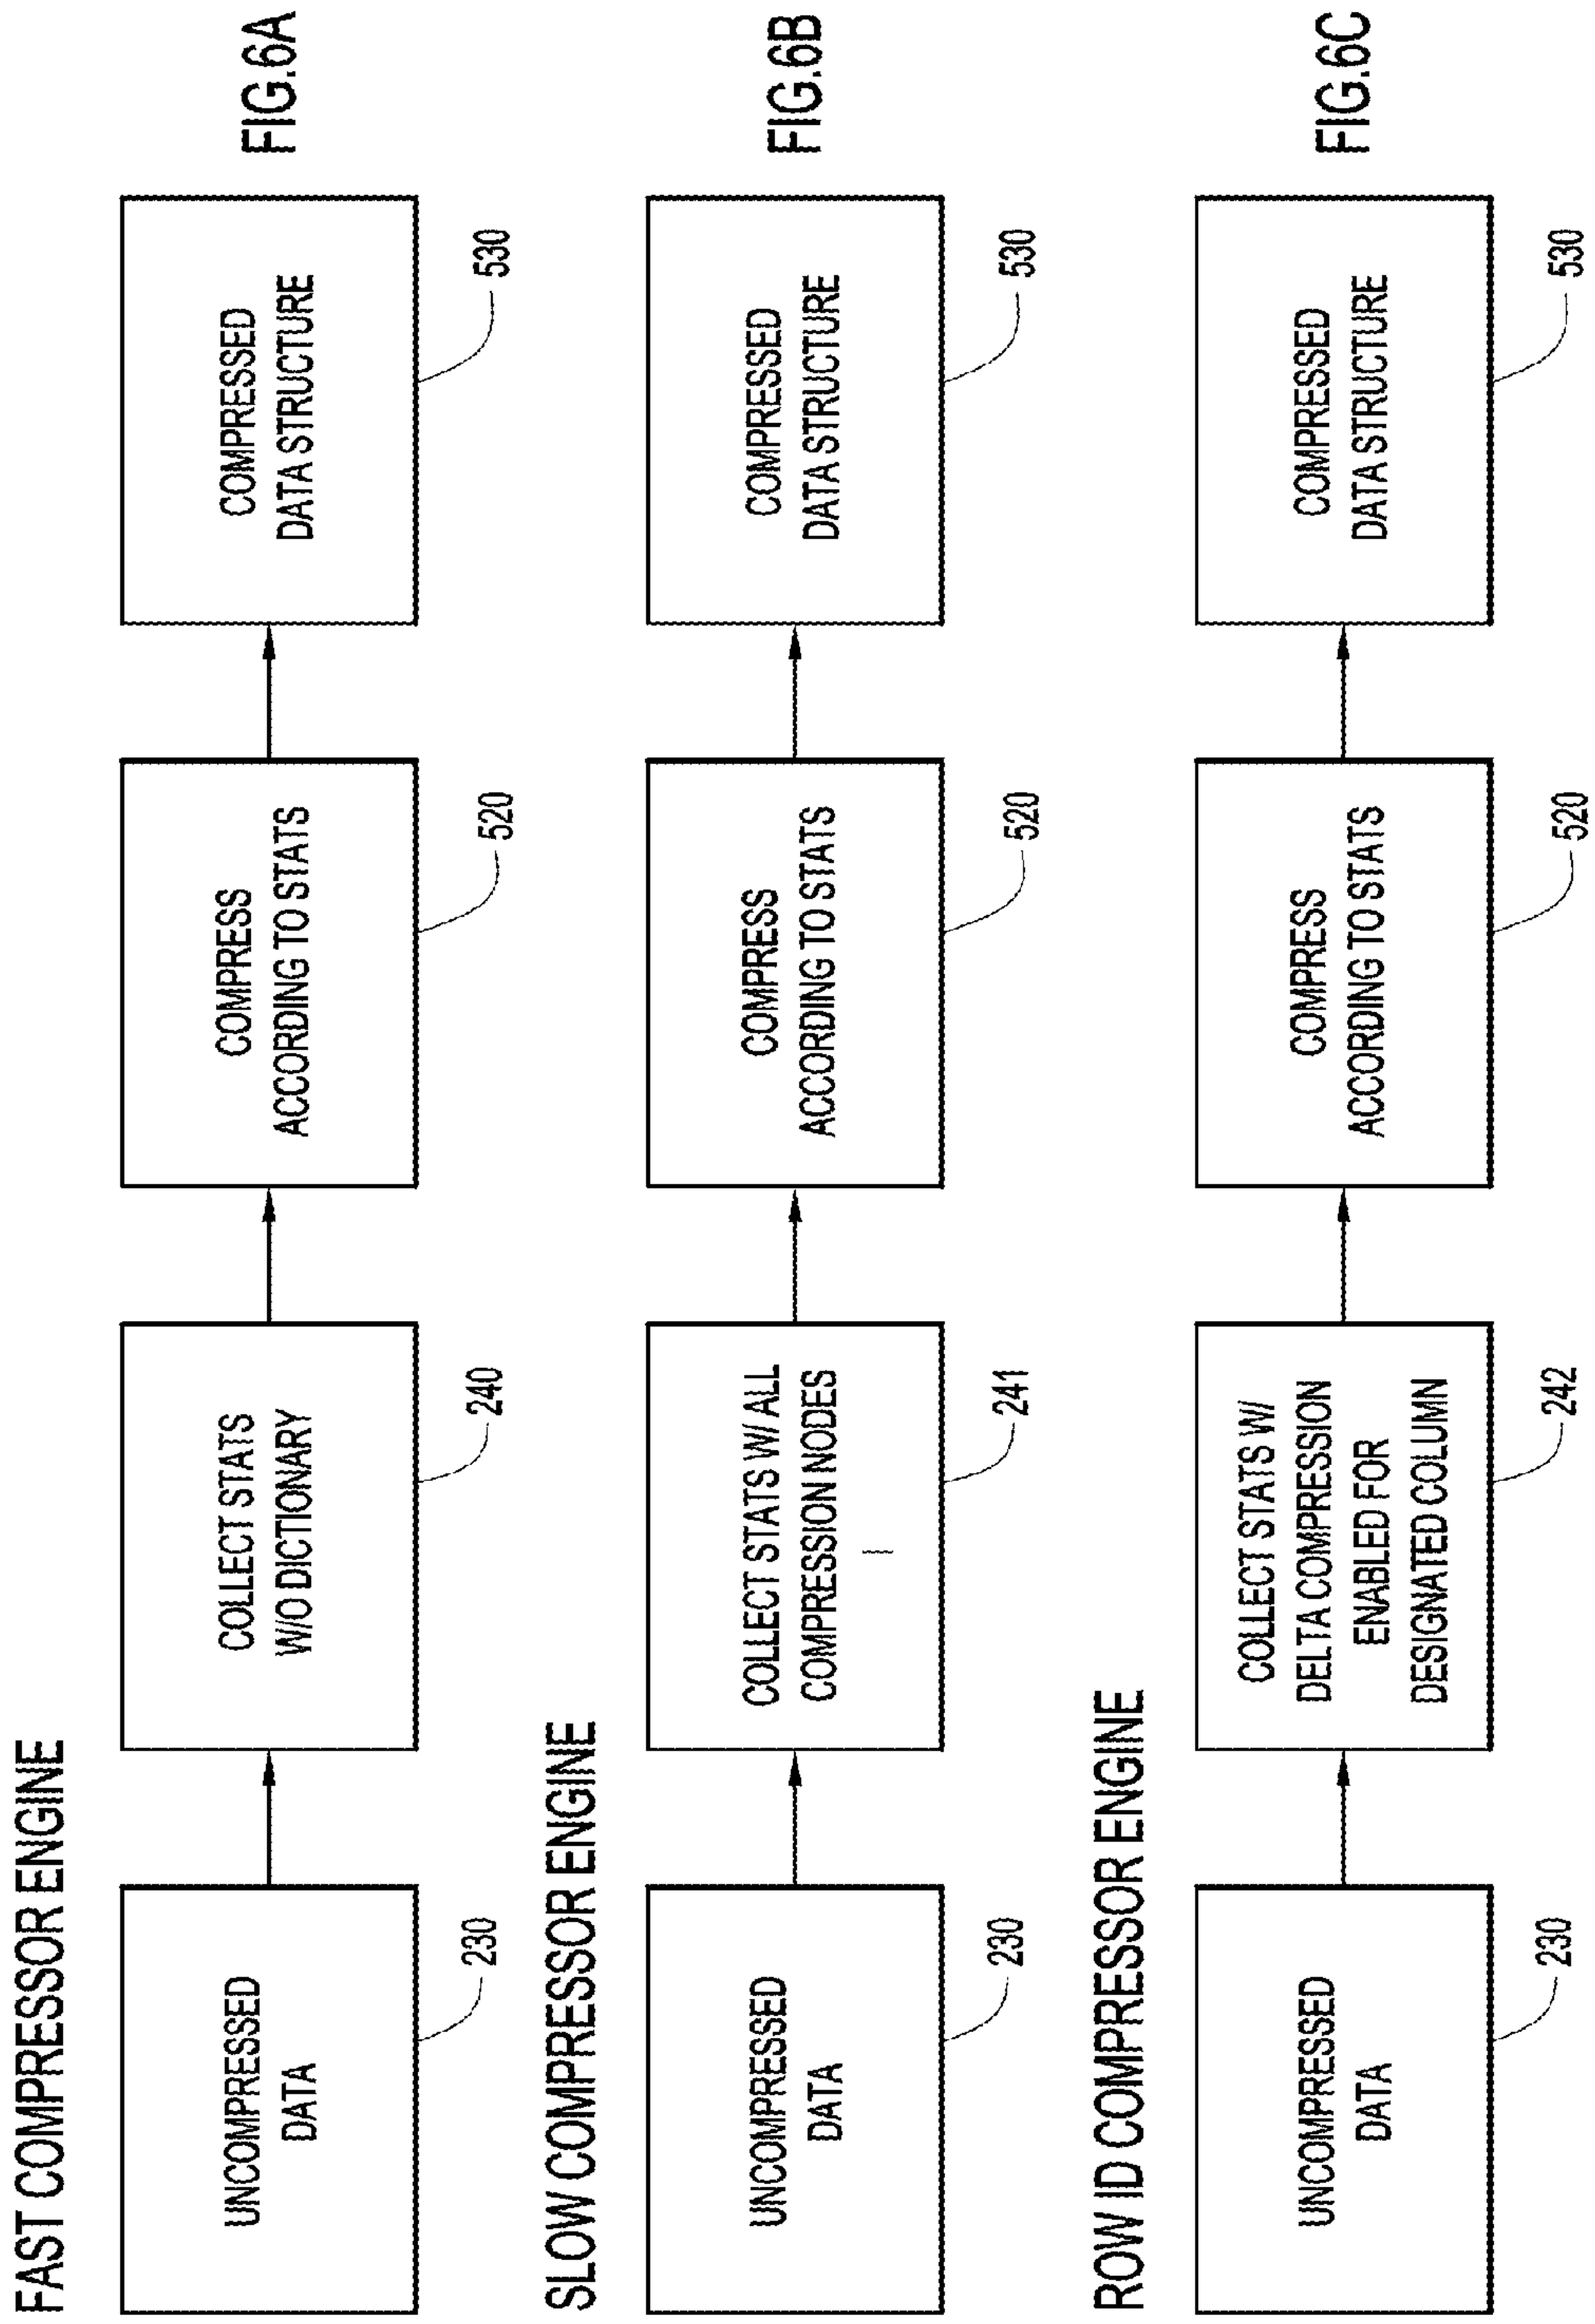 FAST COMPRESSOR ENGINE
UNCOMPRESSED
DATA
230
COLLECT STATS
W/O DICTIONARY
240
COMPRESS
ACCORDING TO STATS
520
COMPRESSED
DATA STRUCTURE
530
FIG.6A
SLOW COMPRESSOR ENGINE
UNCOMPRESSED
DATA
230
COLLECT STATS W/ ALL
COMPRESSION NODES
241
COMPRESS
ACCORDING TO STATS
520
COMPRESSED
DATA STRUCTURE
530
FIG.6B
ROW ID COMPRESSOR ENGINE
UNCOMPRESSED
DATA
230
COLLECT STATS W/
DELTA COMPRESSION
ENABLED FOR
DESIGNATED COLUMN
242
COMPRESS
ACCORDING TO STATS
520
COMPRESSED
DATA STRUCTURE
530
FIG.6C